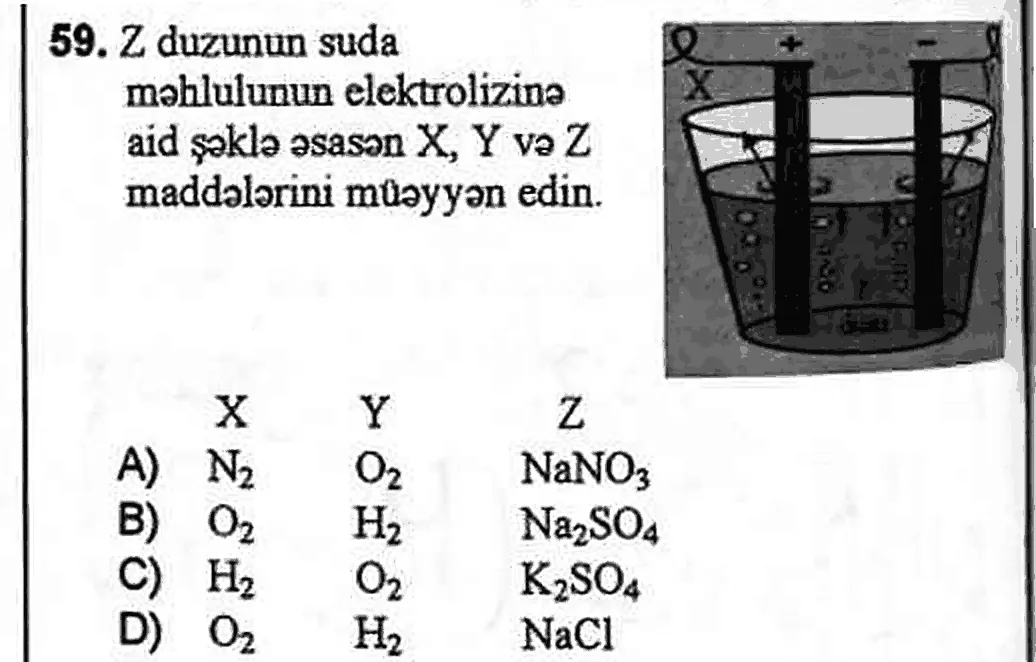 59. Z duzunun suda
məhlulunun elektrolizinə
aid şəklə əsasən X, Y və Z
maddələrini müəyyən edin.
+ −
X
X Y Z
A) N₂ O₂ NaNO₃
B) O₂ H₂ Na₂SO₄
C) H₂ O₂ K₂SO₄
D) O₂ H₂ NaCl